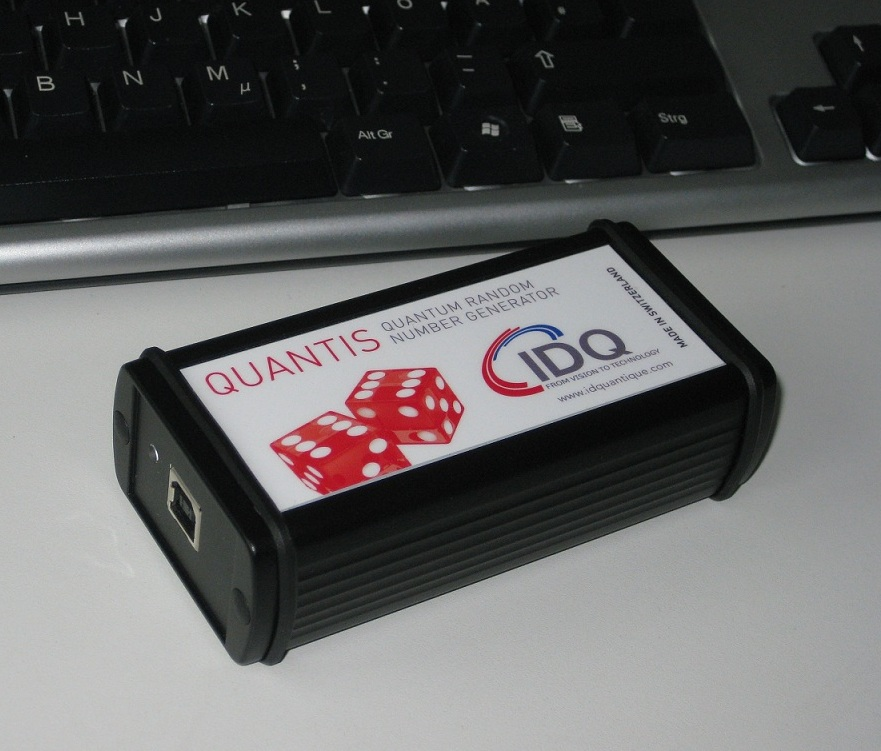 H J K L Ö
B N M ; : _
µ
Alt Gr Strg
QUANTIS QUANTUM RANDOM
NUMBER GENERATOR
IDQ
FROM VISION TO TECHNOLOGY
www.idquantique.com
MADE IN SWITZERLAND